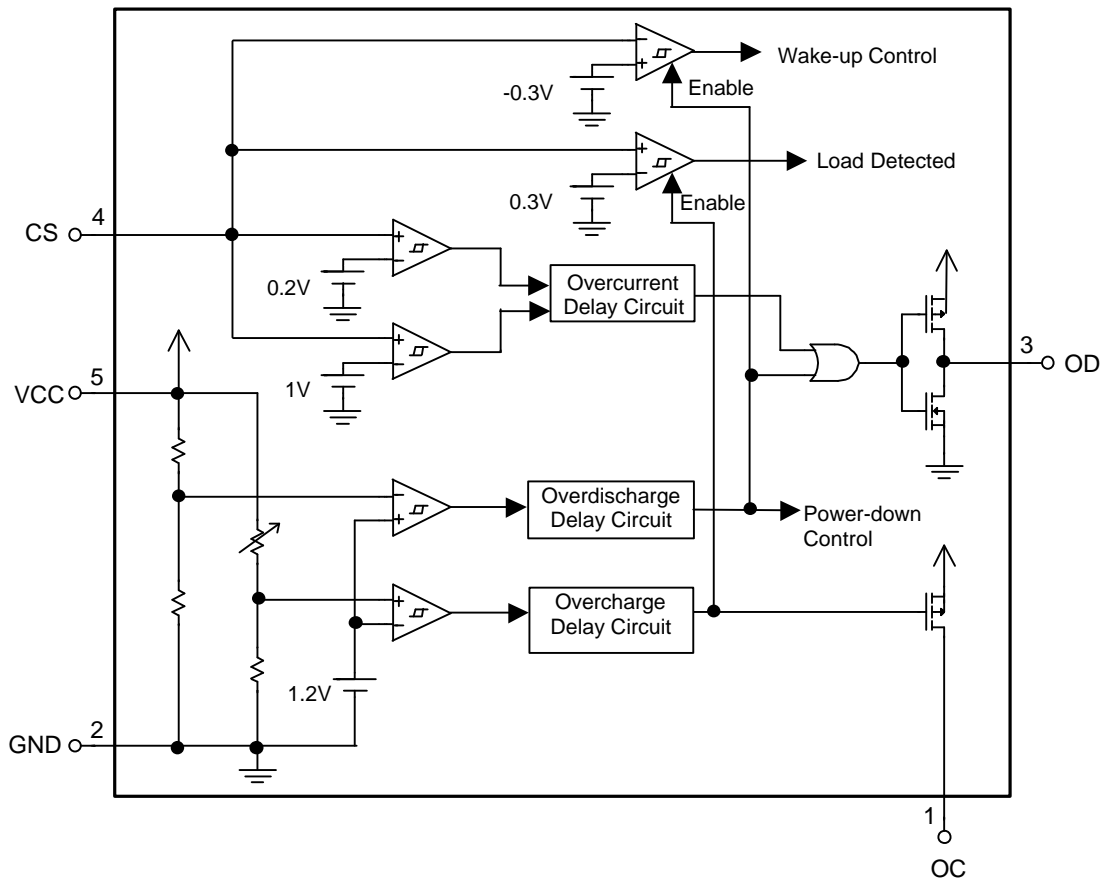 Wake-up Control
-0.3V
Enable
Load Detected
0.3V
Enable
CS
4
0.2V
Overcurrent
Delay Circuit
1V
3
OD
VCC
5
Overdischarge
Delay Circuit
Power-down
Control
Overcharge
Delay Circuit
1.2V
GND
2
1
OC
+
-